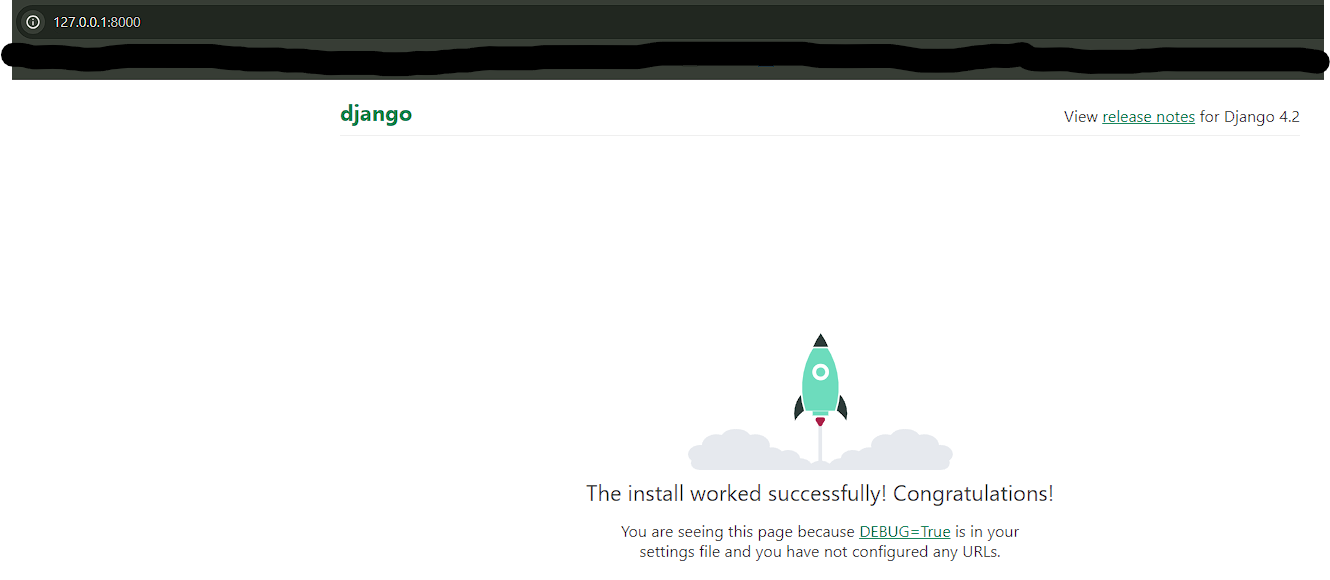 127.0.0.1:8000
django
View release notes for Django 4.2
The install worked successfully! Congratulations!
You are seeing this page because DEBUG=True is in your
settings file and you have not configured any URLs.